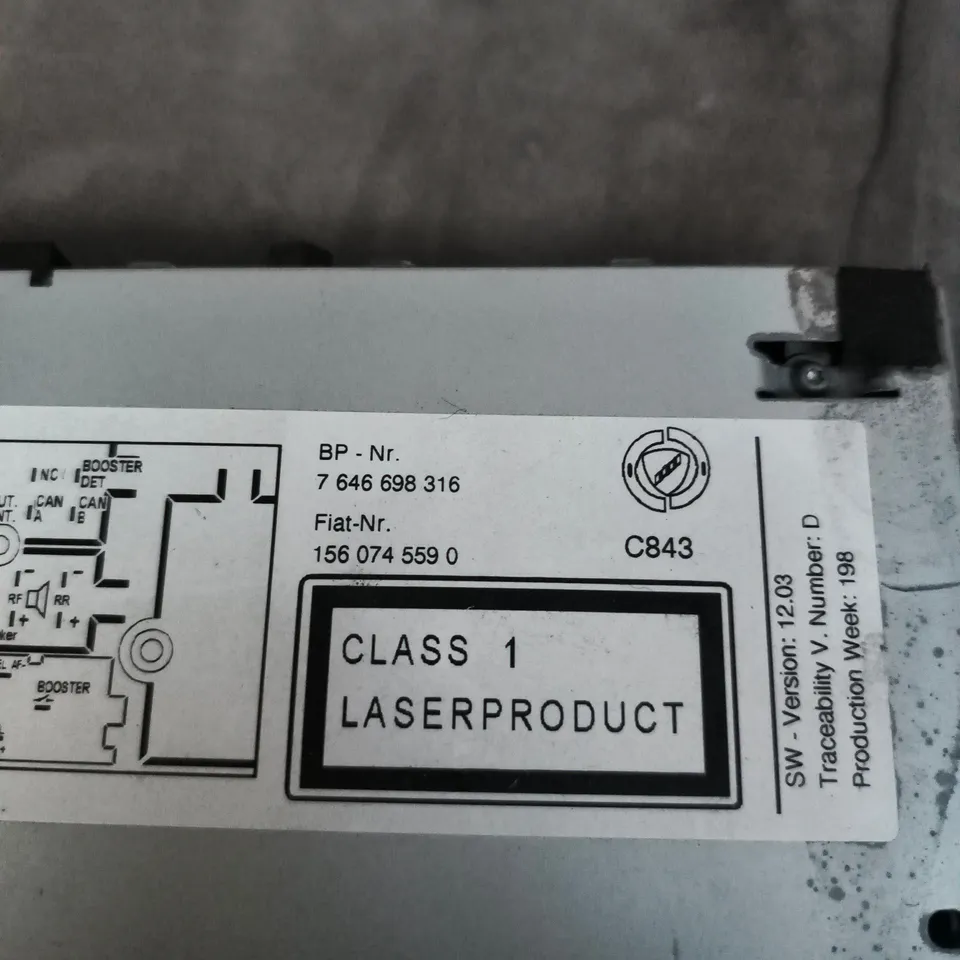 BP - Nr.
7 646 698 316
Fiat-Nr.
156 074 559 0
C843
CLASS 1
LASERPRODUCT
SW - Version: 12.03
Traceability V. Number: D
Production Week: 198
NC
BOOSTER
DET
CAN
A
CAN
B
RF
RR
BOOSTER